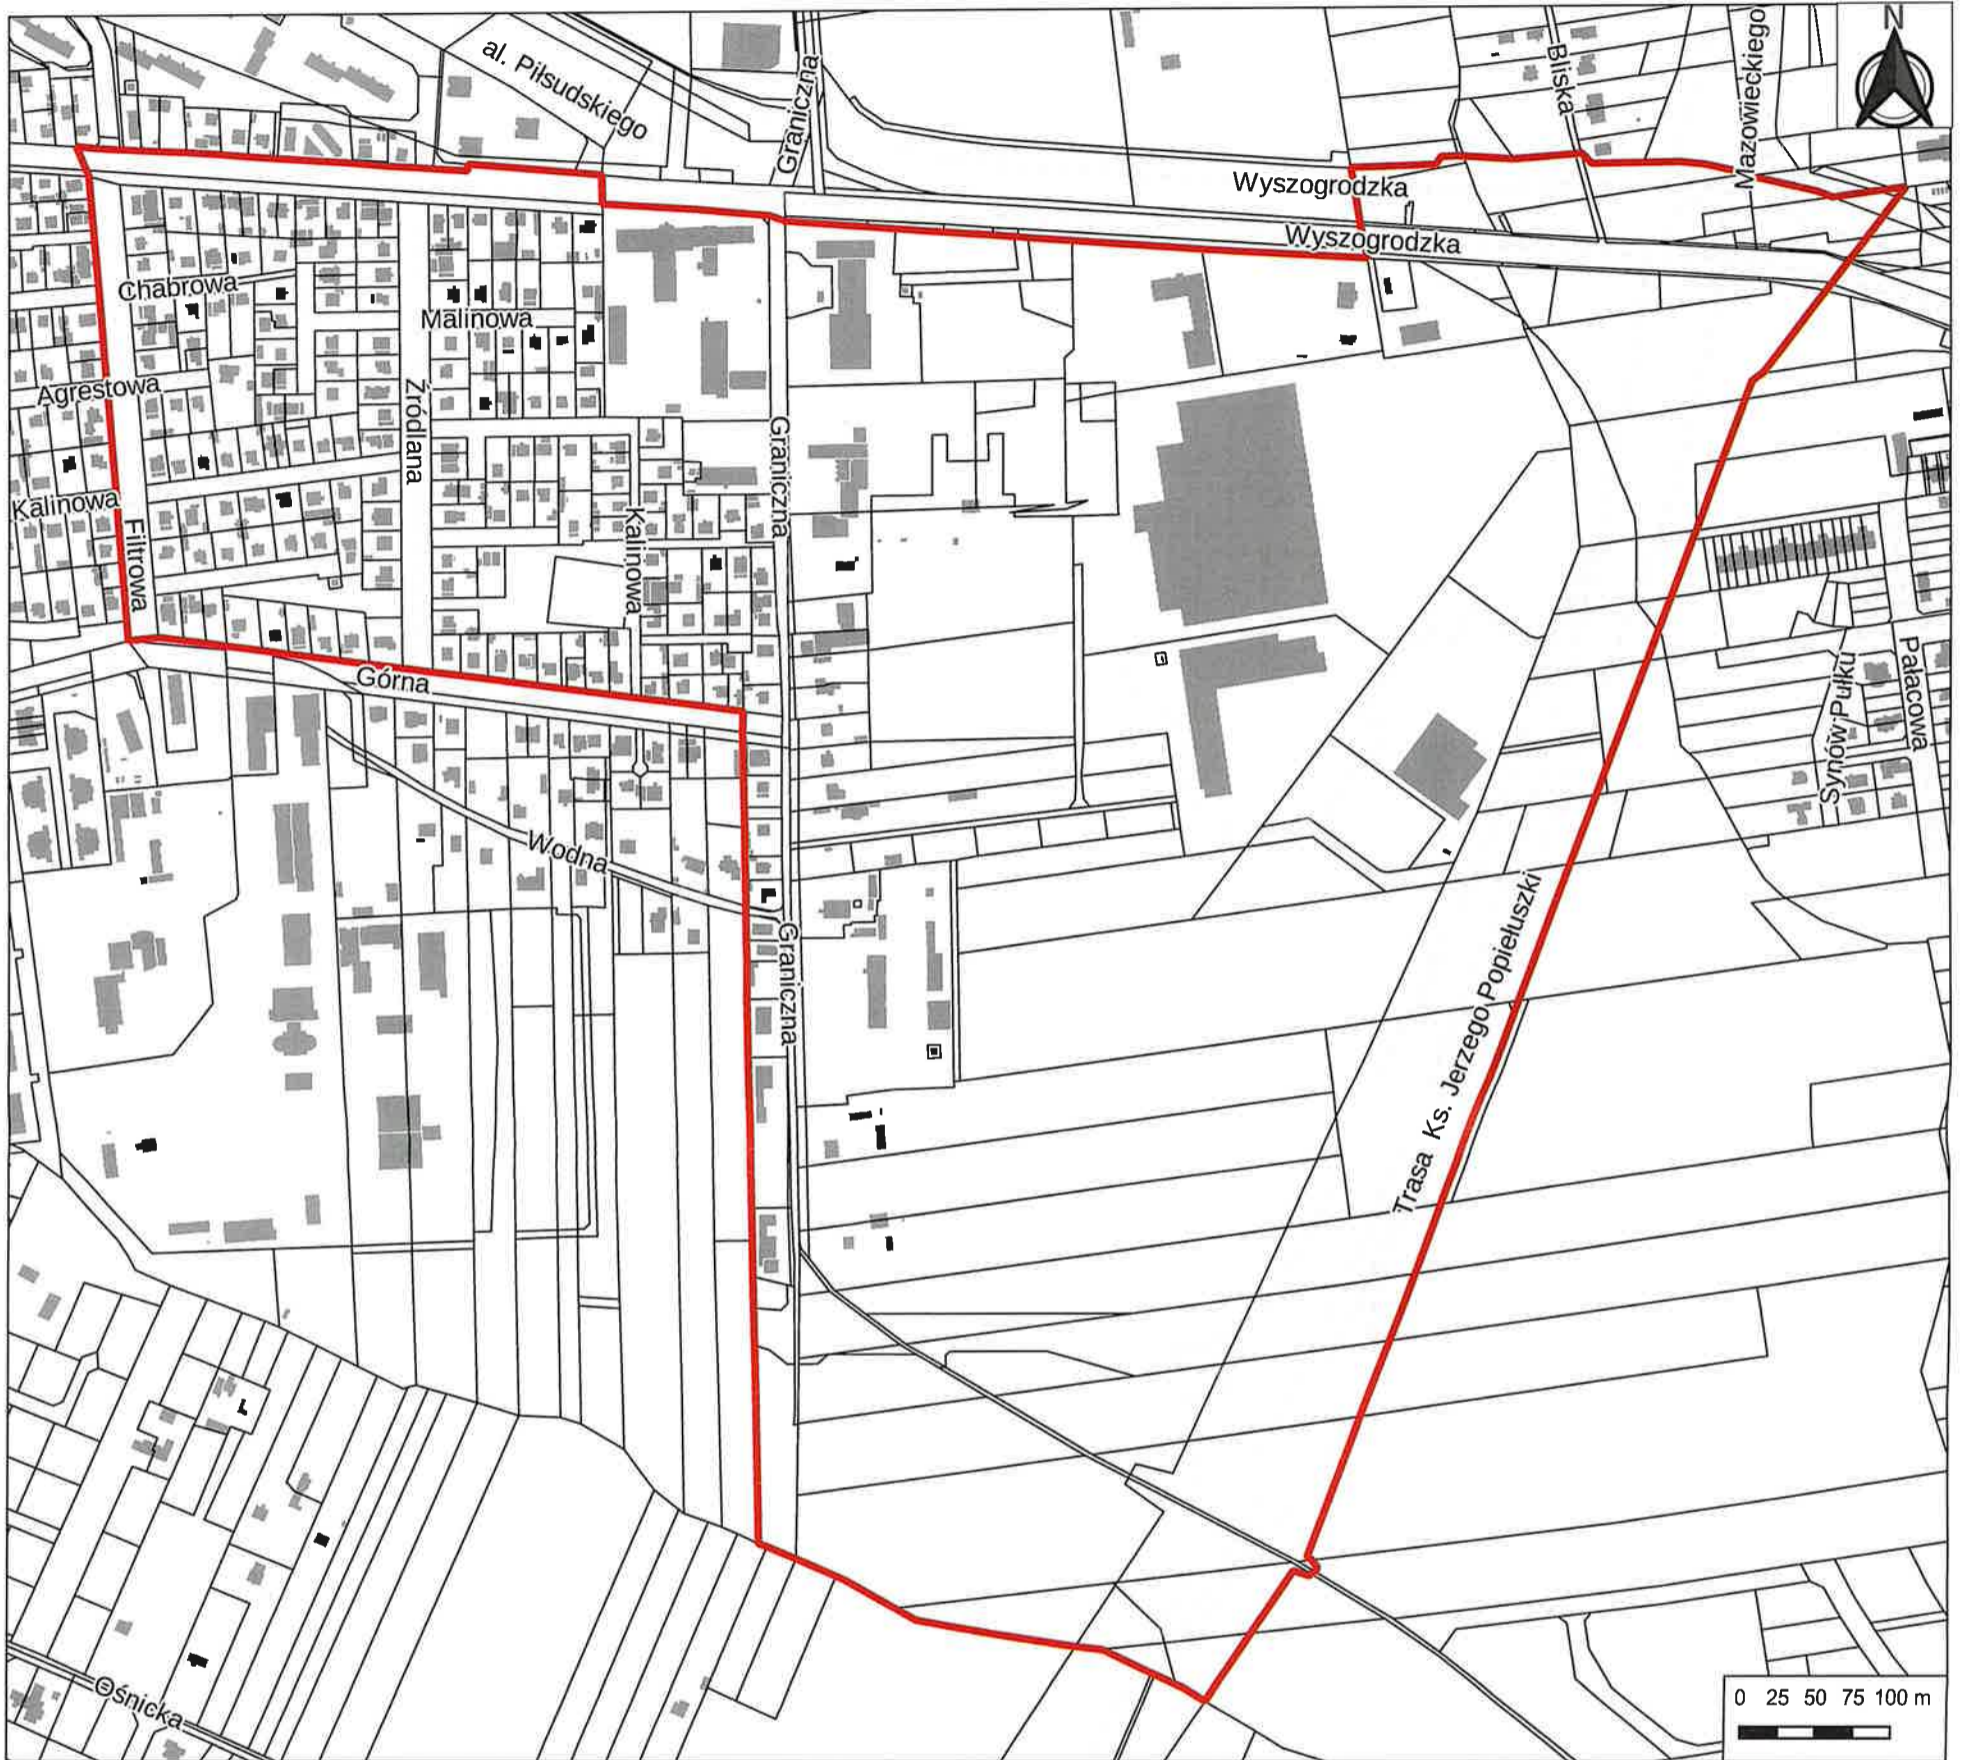 N
al. Piłsudskiego
Graniczna
Bliska
Mazowieckiego
Wyszogrodzka
Wyszogrodzka
Chabrowa
Malinowa
Agrestowa
Źródlana
Graniczna
Kalinowa
Filtrowa
Kalinowa
Górna
Synów Pułku
Pałacowa
Wodna
Graniczna
Trasa Ks. Jerzego Popiełuszki
Ośnicka
0 25 50 75 100 m